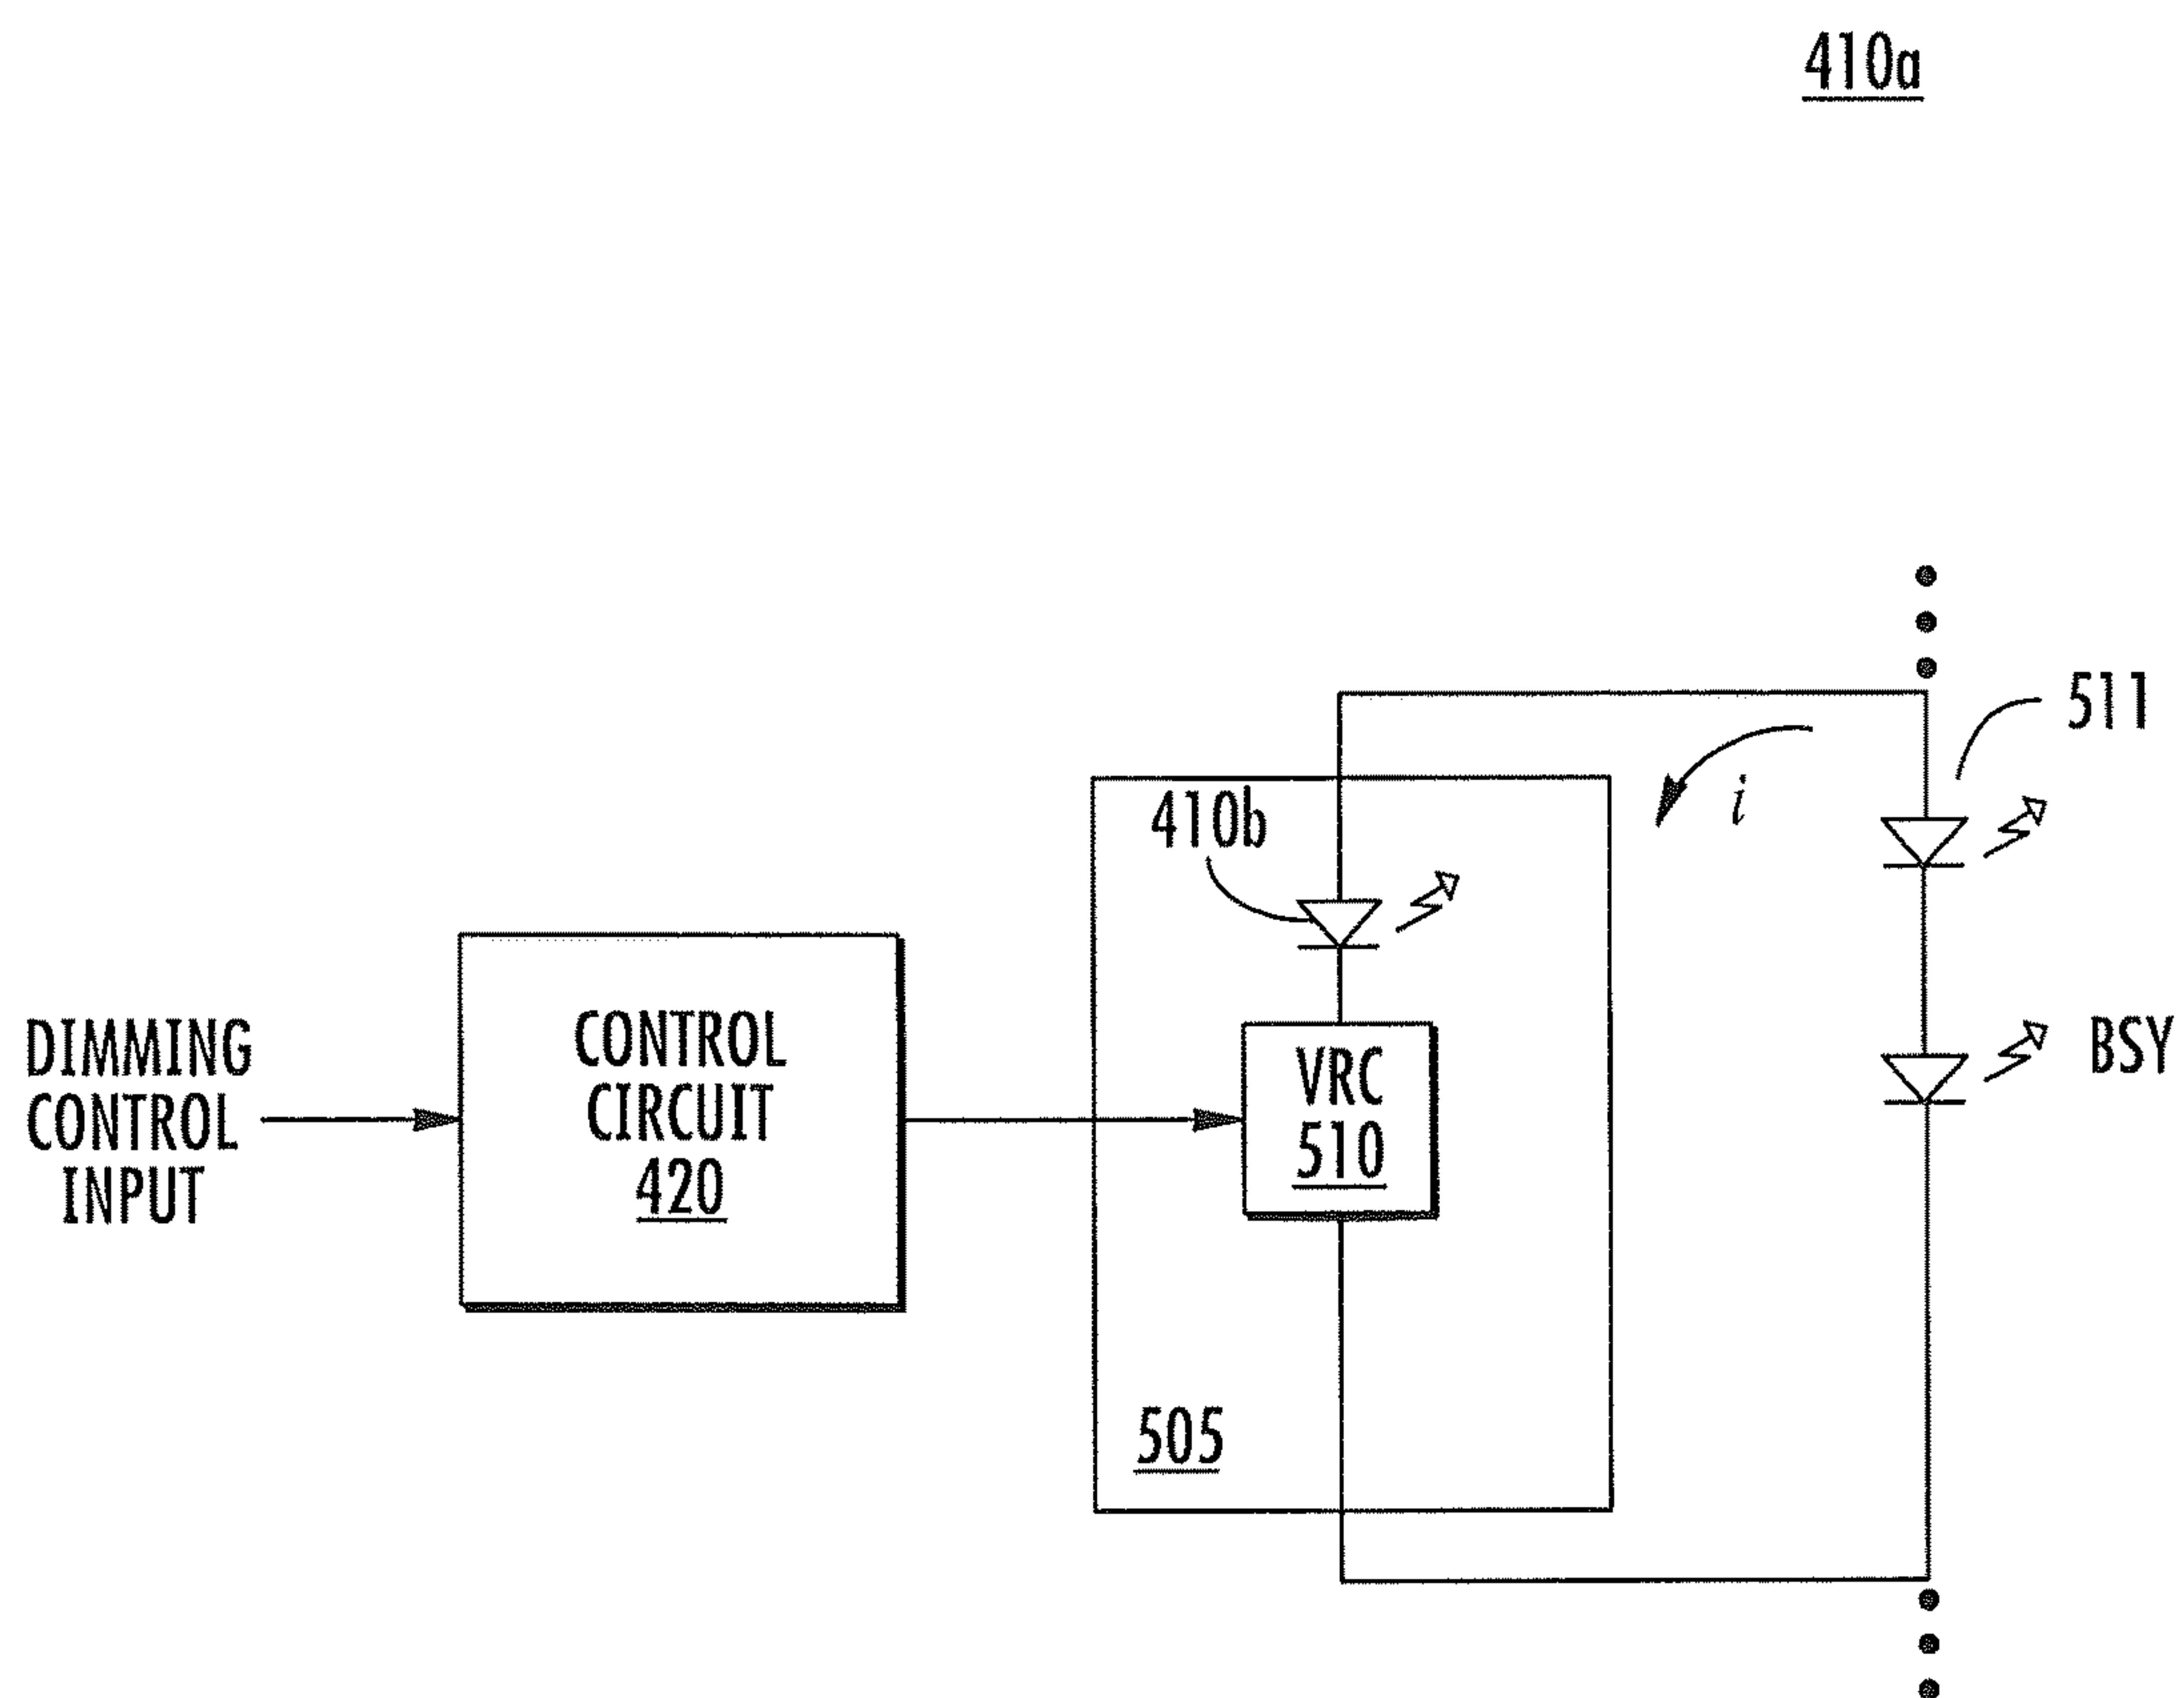 410a
511
i
410b
DIMMING
CONTROL
INPUT
CONTROL
CIRCUIT
420
VRC
510
BSY
505